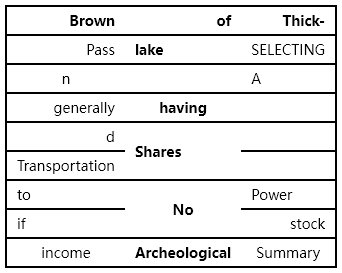 Brown of Thick-
Pass lake SELECTING
n A
generally having
d
Shares
Transportation
to Power
No
if stock
income Archeological Summary